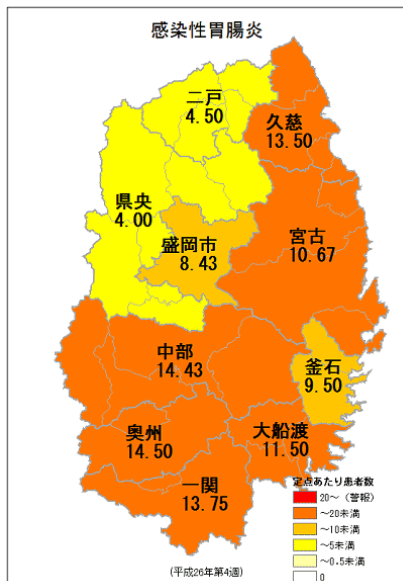 感染性胃腸炎
二戸
4.50
久慈
13.50
県央
4.00
盛岡市
8.43
宮古
10.67
中部
14.43
釜石
9.50
奥州
14.50
大船渡
11.50
一関
13.75
定点あたり患者数
20～（警報）
～20未満
～10未満
～5未満
～0.5未満
0
(平成26年第4週)